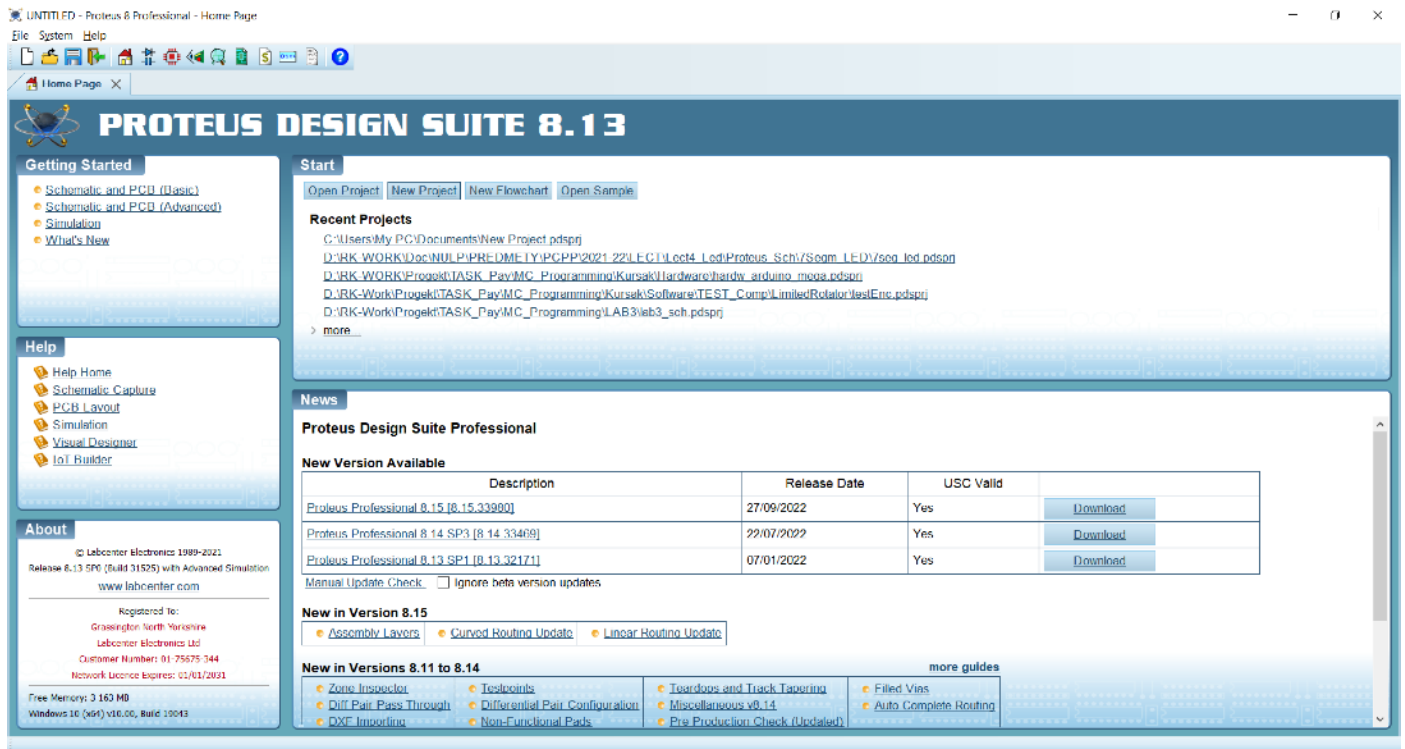 UNTITLED - Proteus 8 Professional - Home Page
File System Help
Home Page
PROTEUS DESIGN SUITE 8.13
Getting Started
Schematic and PCB (Basic)
Schematic and PCB (Advanced)
Simulation
What's New
Start
Open Project New Project New Flowchart Open Sample
Recent Projects
C:\Users\My PC\Documents\New Project.pdsprj
D:\RK-WORK\Doc\NULP\PREDMETY\PCPP\2021-22\LECT\Lect4_Led\Proteus_Sch\7Segm_LED\7seg_led.pdsprj
D:\RK-WORK\Progekt\TASK_Pay\MC_Programming\Kursak\Hardware\hardw_arduino_mega.pdsprj
D:\RK-Work\Progekt\TASK_Pay\MC_Programming\Kursak\Software\TEST_Comp\LimitedRotator\testEnc.pdsprj
D:\RK-Work\Progekt\TASK_Pay\MC_Programming\LAB3\lab3_sch.pdsprj
> more...
Help
Help Home
Schematic Capture
PCB Layout
Simulation
Visual Designer
IoT Builder
News
Proteus Design Suite Professional
New Version Available
Description Release Date USC Valid
Proteus Professional 8.15 [8.15.33980] 27/09/2022 Yes Download
Proteus Professional 8.14 SP3 [8.14.33469] 22/07/2022 Yes Download
Proteus Professional 8.13 SP1 [8.13.32171] 07/01/2022 Yes Download
Manual Update Check Ignore beta version updates
New in Version 8.15
Assembly Layers Curved Routing Update Linear Routing Update
New in Versions 8.11 to 8.14 more guides
Zone Inspector Testpoints Teardops and Track Tapering Filled Vias
Diff Pair Pass Through Differential Pair Configuration Miscellaneous v8.14 Auto Complete Routing
DXF Importing Non-Functional Pads Pre Production Check (Updated)
About
© Labcenter Electronics 1989-2021
Release 8.13 SP0 (Build 31525) with Advanced Simulation
www.labcenter.com
Registered To:
Grassington North Yorkshire
Labcenter Electronics Ltd
Customer Number: 01-75675-344
Network Licence Expires: 01/01/2031
Free Memory: 3 163 MB
Windows 10 (x64) v10.00, Build 19043